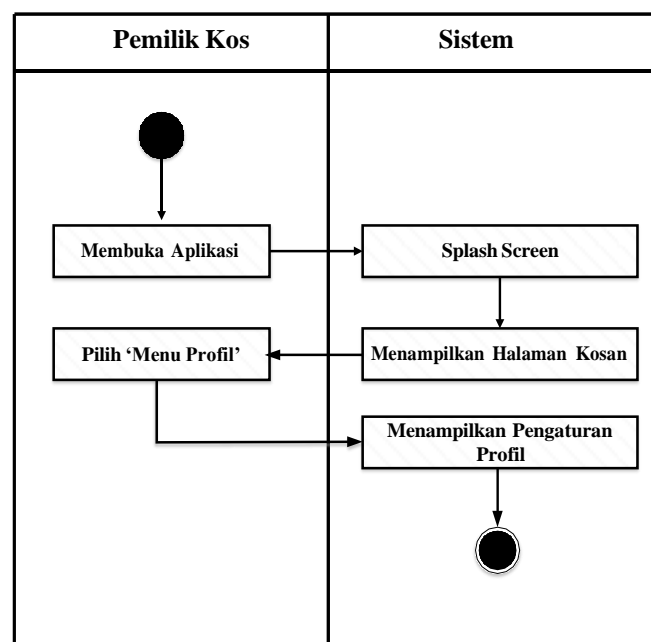 Pemilik Kos
Sistem
Membuka Aplikasi
Splash Screen
Pilih ‘Menu Profil’
Menampilkan Halaman Kosan
Menampilkan Pengaturan
Profil